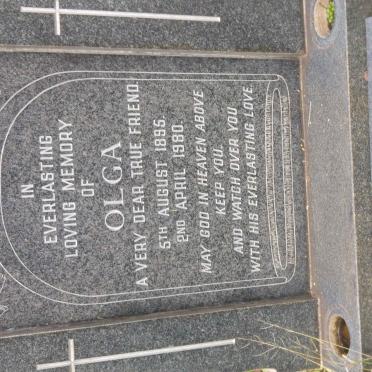 IN
EVERLASTING
LOVING MEMORY
OF
OLGA
A VERY DEAR TRUE FRIEND.
5TH AUGUST 1895.
2ND APRIL 1980.
MAY GOD IN HEAVEN ABOVE
KEEP YOU.
AND WATCH OVER YOU
WITH HIS EVERLASTING LOVE.